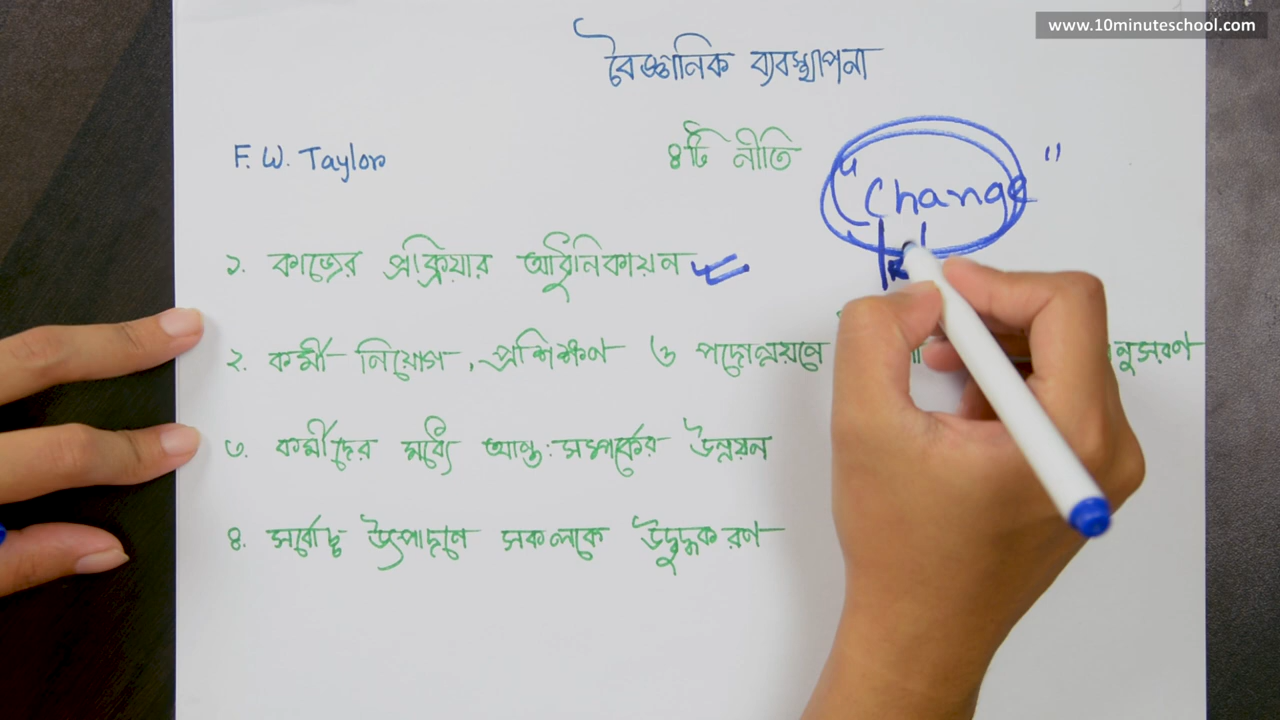 www.10minuteschool.com
বৈজ্ঞানিক ব্যবস্থাপনা
F. W. Taylor ৪টি নীতি "Change"
১. কাজের প্রক্রিয়ার আধুনিকায়ন
২. কর্মী নিয়োগ, প্রশিক্ষণ ও পদোন্নয়নে
৩. কর্মীদের মধ্যে আন্ত:সম্পর্কের উন্নয়ন
৪. সর্বোচ্চ উৎপাদনে সকলকে উদ্বুদ্ধকরণ